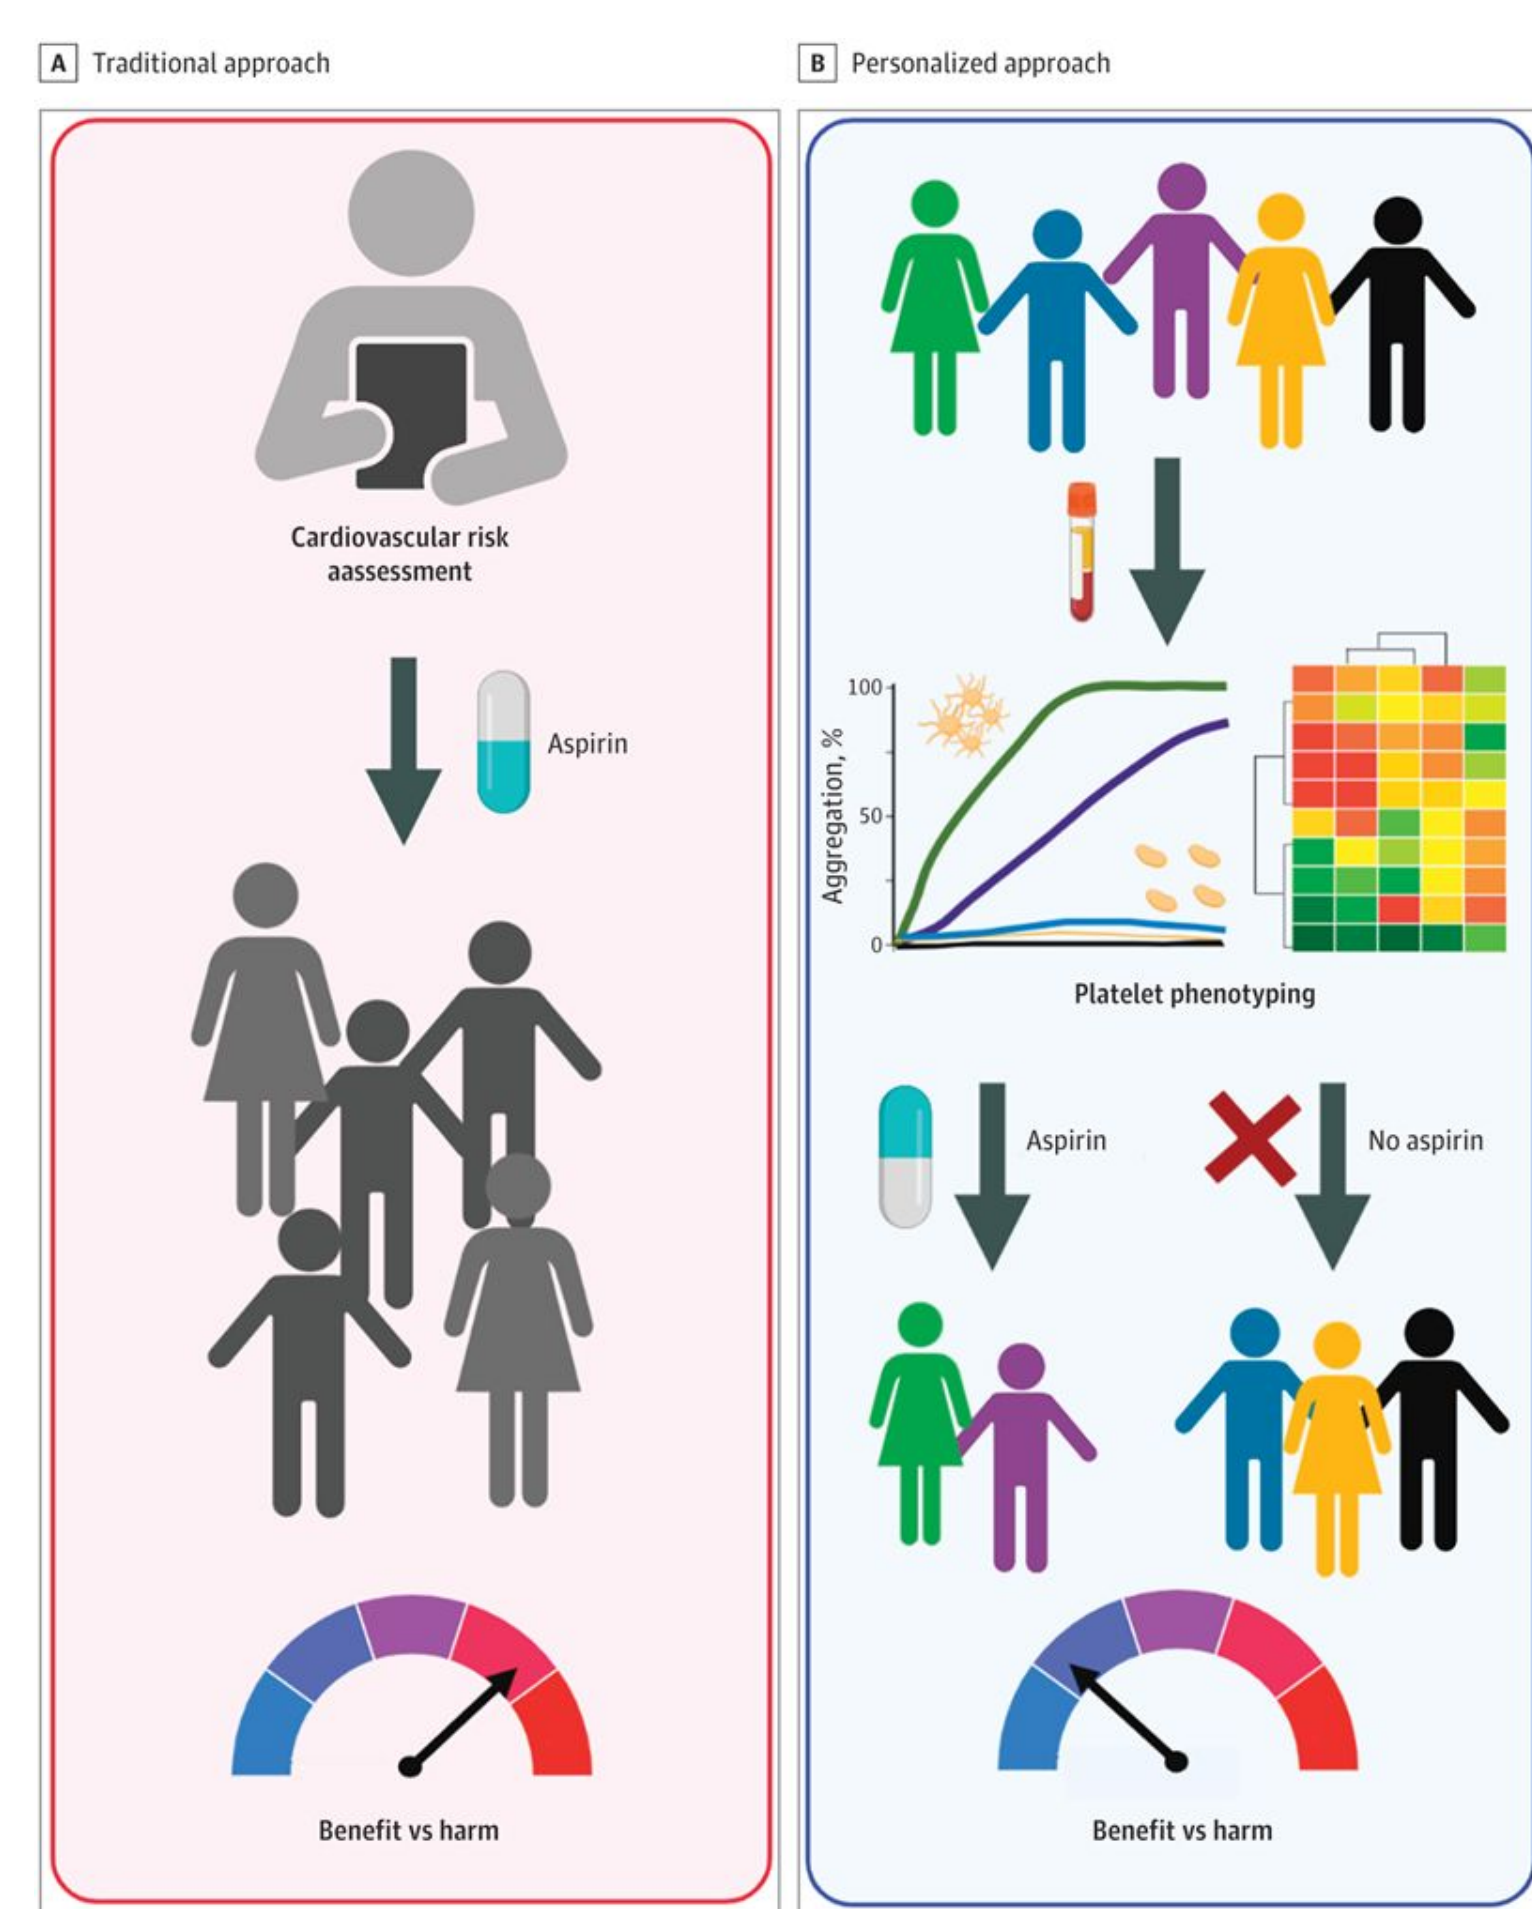 A Traditional approach
Cardiovascular risk
aassessment
Aspirin
Benefit vs harm
B Personalized approach
Aggregation, %
100
50
0
Platelet phenotyping
Aspirin
No aspirin
Benefit vs harm